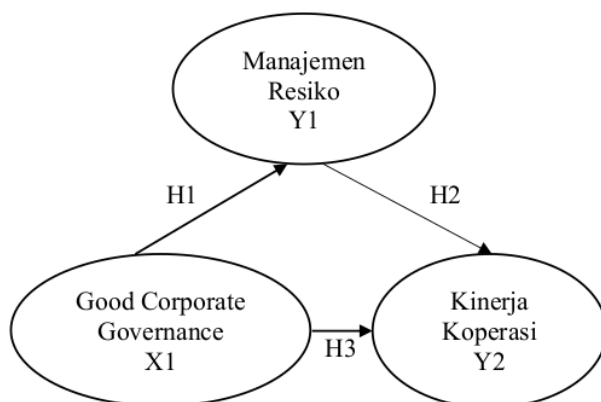 Manajemen
Resiko
Y1
H1
H2
Good Corporate
Governance
X1
H3
Kinerja
Koperasi
Y2